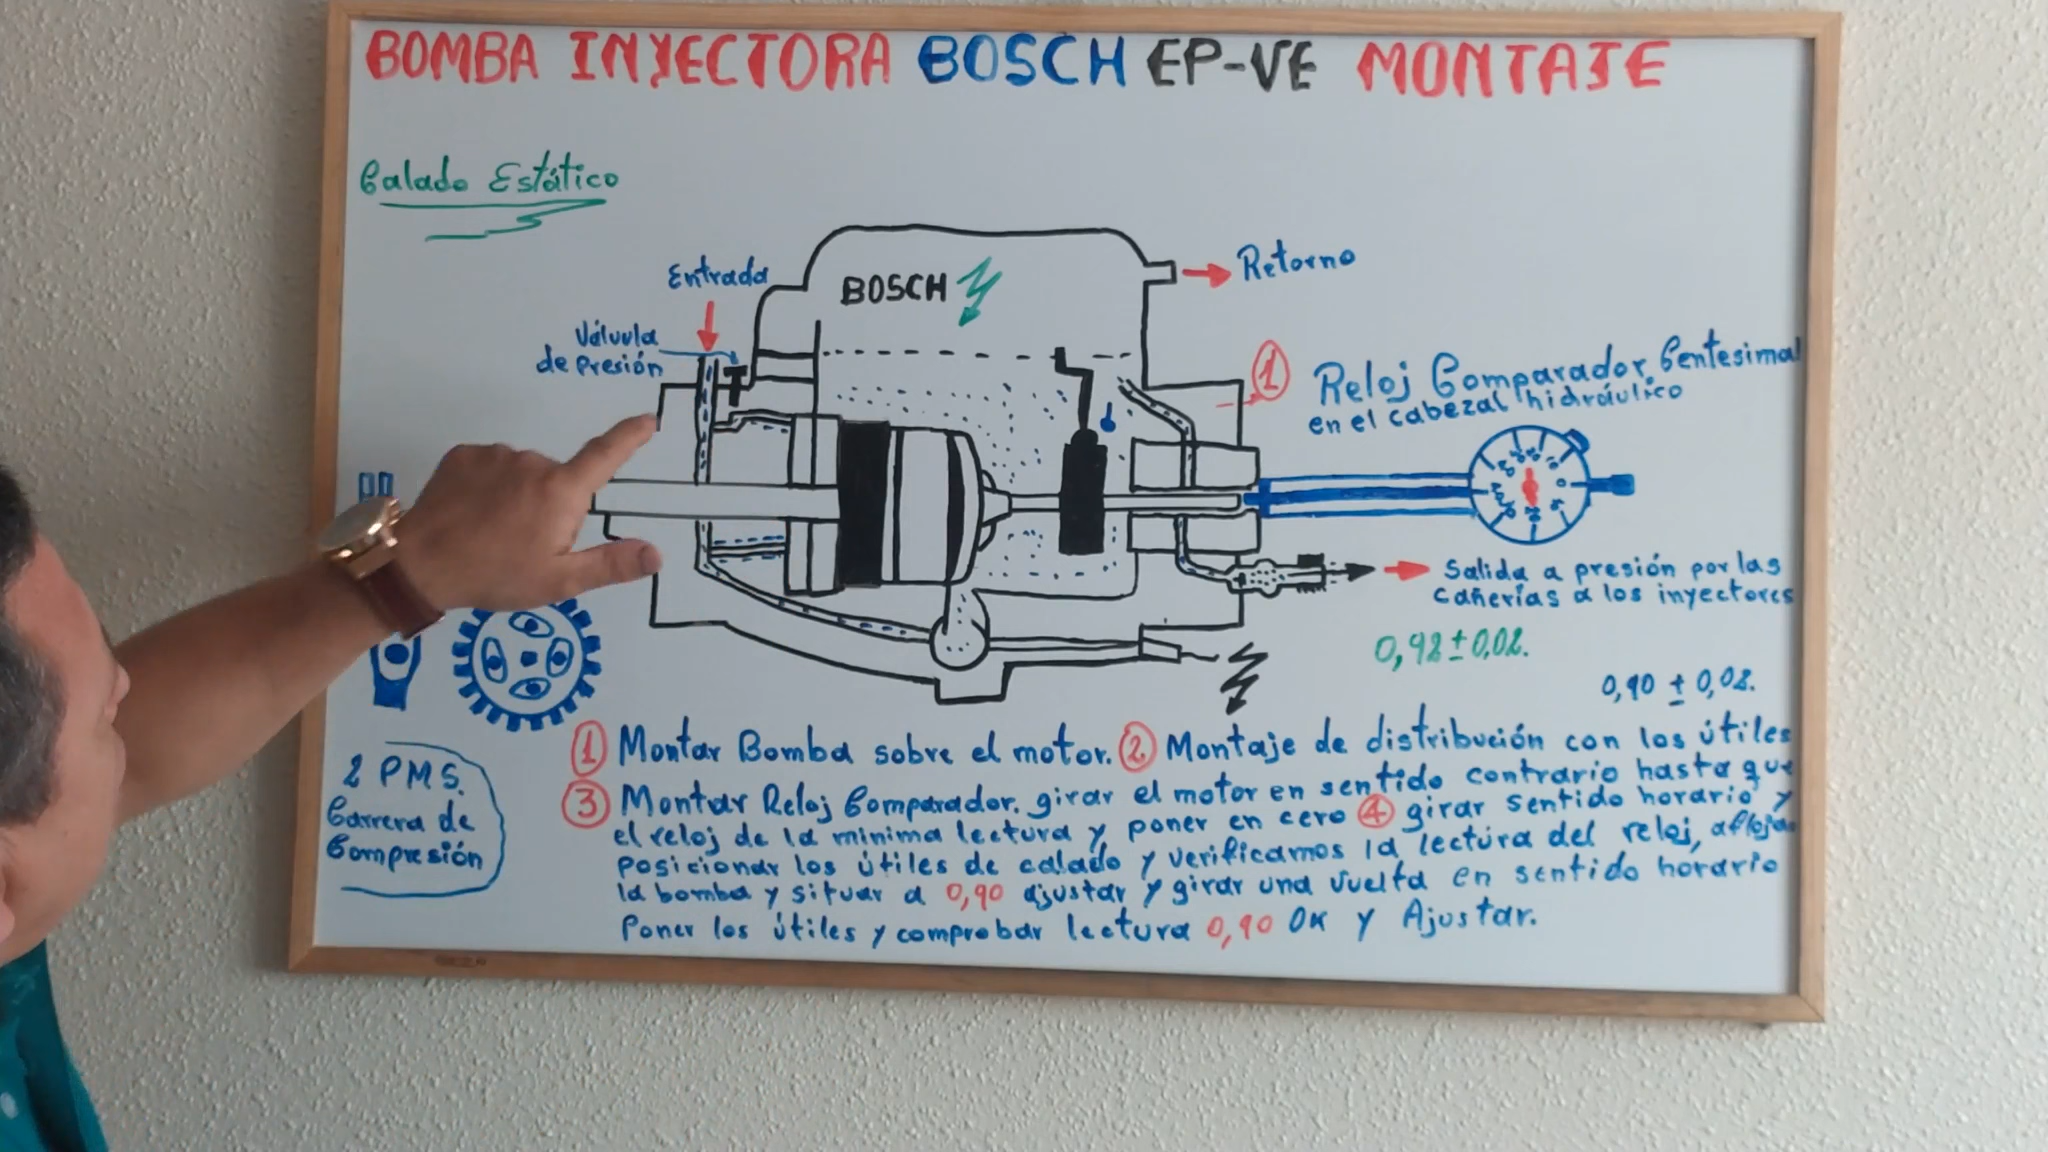 BOMBA INYECTORA BOSCH EP-VE MONTAJE
Calado Estático
Entrada
Válvula
de Presión
BOSCH
Retorno
1 Reloj Comparador Centesimal
en el cabezal hidráulico
Salida a presión por las
cañerías a los inyectores
0,92 ± 0,02.
0,90 ± 0,02.
2 PMS.
Carrera de
Compresión
1 Montar Bomba sobre el motor. 2 Montaje de distribución con los útiles
3 Montar Reloj Comparador. girar el motor en sentido contrario hasta que
el reloj de la mínima lectura y poner en cero 4 girar sentido horario y
posicionar los útiles de calado y verificamos la lectura del reloj, aflojar
la bomba y situar a 0,90 ajustar y girar una vuelta en sentido horario
Poner los útiles y comprobar lectura 0,90 OK y Ajustar.